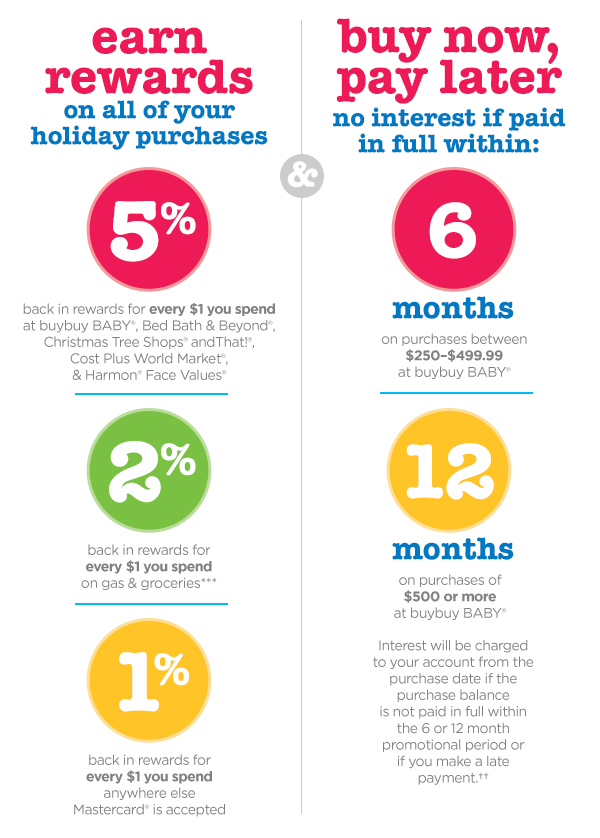 earn
rewards
on all of your
holiday purchases
5%
back in rewards for every $1 you spend
at buybuy BABY®, Bed Bath & Beyond®,
Christmas Tree Shops® andThat!®,
Cost Plus World Market®,
& Harmon® Face Values®
2%
back in rewards for
every $1 you spend
on gas & groceries***
1%
back in rewards for
every $1 you spend
anywhere else
Mastercard® is accepted
&
buy now,
pay later
no interest if paid
in full within:
6
months
on purchases between
$250–$499.99
at buybuy BABY®
12
months
on purchases of
$500 or more
at buybuy BABY®
Interest will be charged
to your account from the
purchase date if the
purchase balance
is not paid in full within
the 6 or 12 month
promotional period or
if you make a late
payment.††